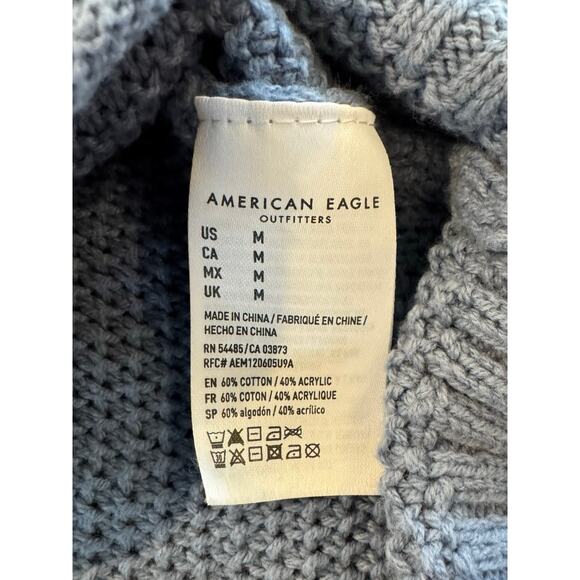 AMERICAN EAGLE
OUTFITTERS
US M
CA M
MX M
UK M
MADE IN CHINA / FABRIQUÉ EN CHINE /
HECHO EN CHINA
RN 54485/CA 03873
RFC# AEM120605U9A
EN 60% COTTON / 40% ACRYLIC
FR 60% COTON / 40% ACRYLIQUE
SP 60% algodón / 40% acrílico